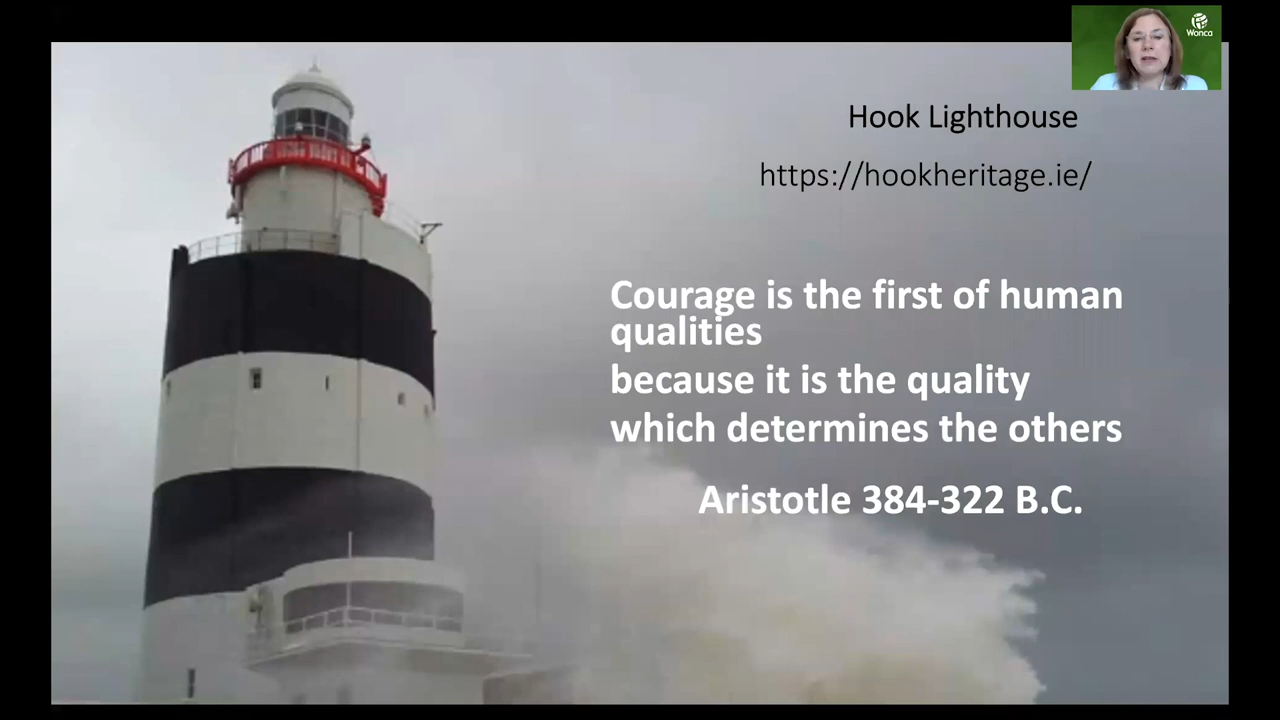 Wonca
Hook Lighthouse
https://hookheritage.ie/
Courage is the first of human
qualities
because it is the quality
which determines the others
Aristotle 384-322 B.C.